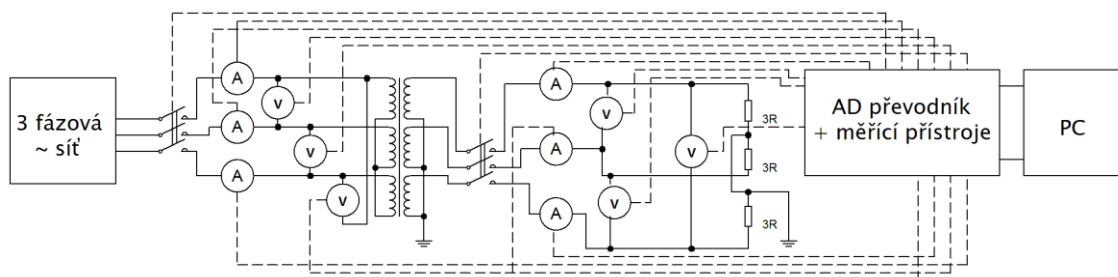 3 fázová
~ síť
A
A
A
V
V
V
A
A
A
V
V
V
3R
3R
3R
AD převodník
+ měřící přístroje
PC